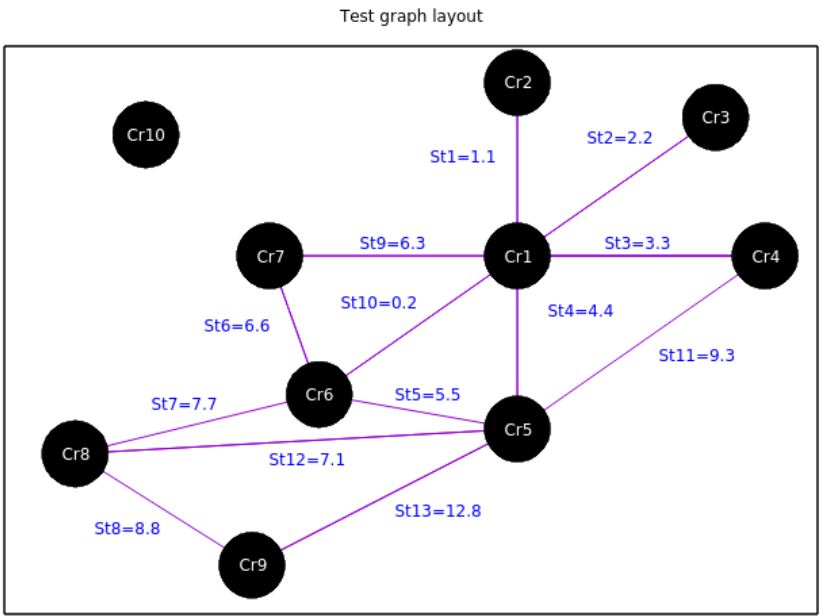 Test graph layout
Cr2
Cr3
Cr10
St2=2.2
St1=1.1
St9=6.3
St3=3.3
Cr7
Cr1
Cr4
St10=0.2
St4=4.4
St6=6.6
St11=9.3
Cr6
St5=5.5
St7=7.7
Cr5
Cr8
St12=7.1
St13=12.8
St8=8.8
Cr9